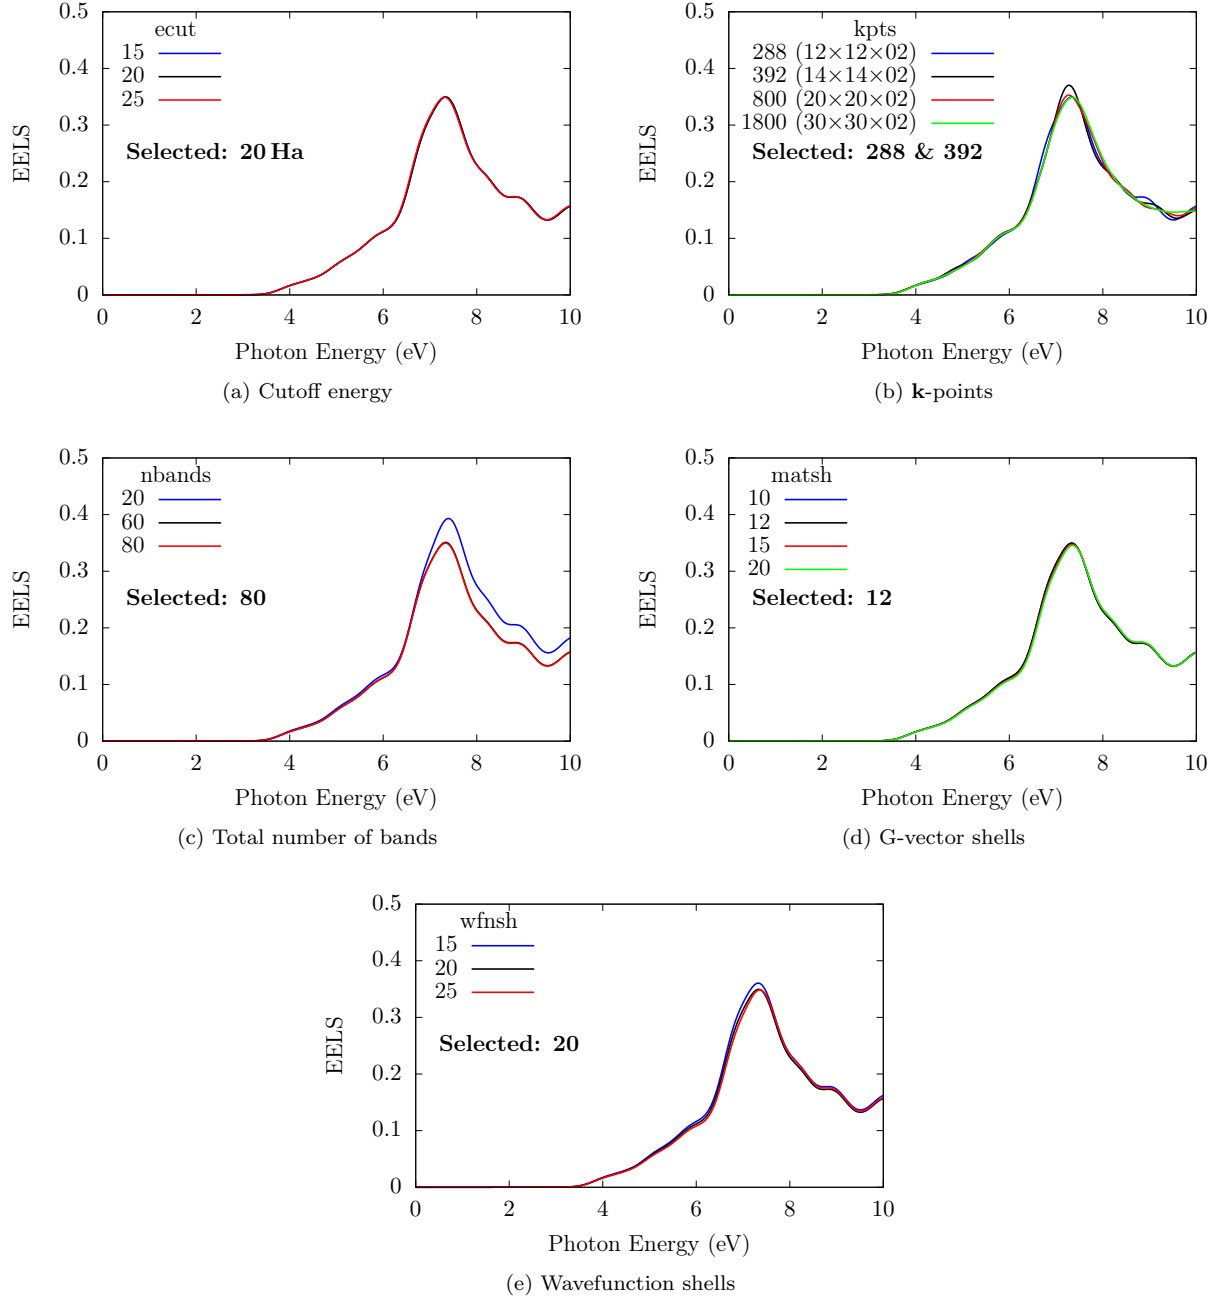 ecut
15
20
25
Selected: 20 Ha
0.5
0.4
0.3
0.2
0.1
0
EELS
0 2 4 6 8 10
Photon Energy (eV)
(a) Cutoff energy
kpts
288 (12×12×02)
392 (14×14×02)
800 (20×20×02)
1800 (30×30×02)
Selected: 288 & 392
0.5
0.4
0.3
0.2
0.1
0
EELS
0 2 4 6 8 10
Photon Energy (eV)
(b) k-points
nbands
20
60
80
Selected: 80
0.5
0.4
0.3
0.2
0.1
0
EELS
0 2 4 6 8 10
Photon Energy (eV)
(c) Total number of bands
matsh
10
12
15
20
Selected: 12
0.5
0.4
0.3
0.2
0.1
0
EELS
0 2 4 6 8 10
Photon Energy (eV)
(d) G-vector shells
wfnsh
15
20
25
Selected: 20
0.5
0.4
0.3
0.2
0.1
0
EELS
0 2 4 6 8 10
Photon Energy (eV)
(e) Wavefunction shells